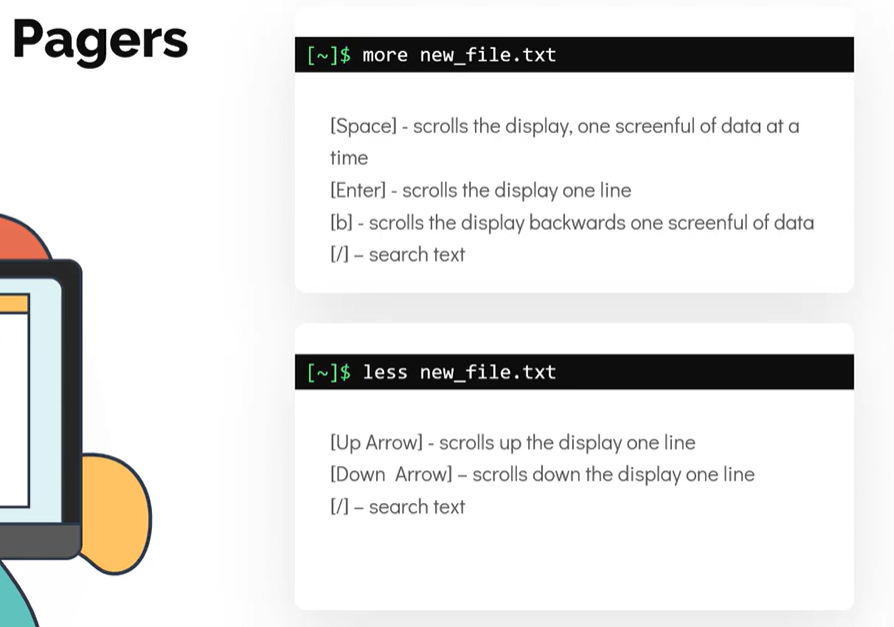 Pagers
[~]$ more new_file.txt
[Space] - scrolls the display, one screenful of data at a
time
[Enter] - scrolls the display one line
[b] - scrolls the display backwards one screenful of data
[/] – search text
[~]$ less new_file.txt
[Up Arrow] - scrolls up the display one line
[Down  Arrow] – scrolls down the display one line
[/] – search text